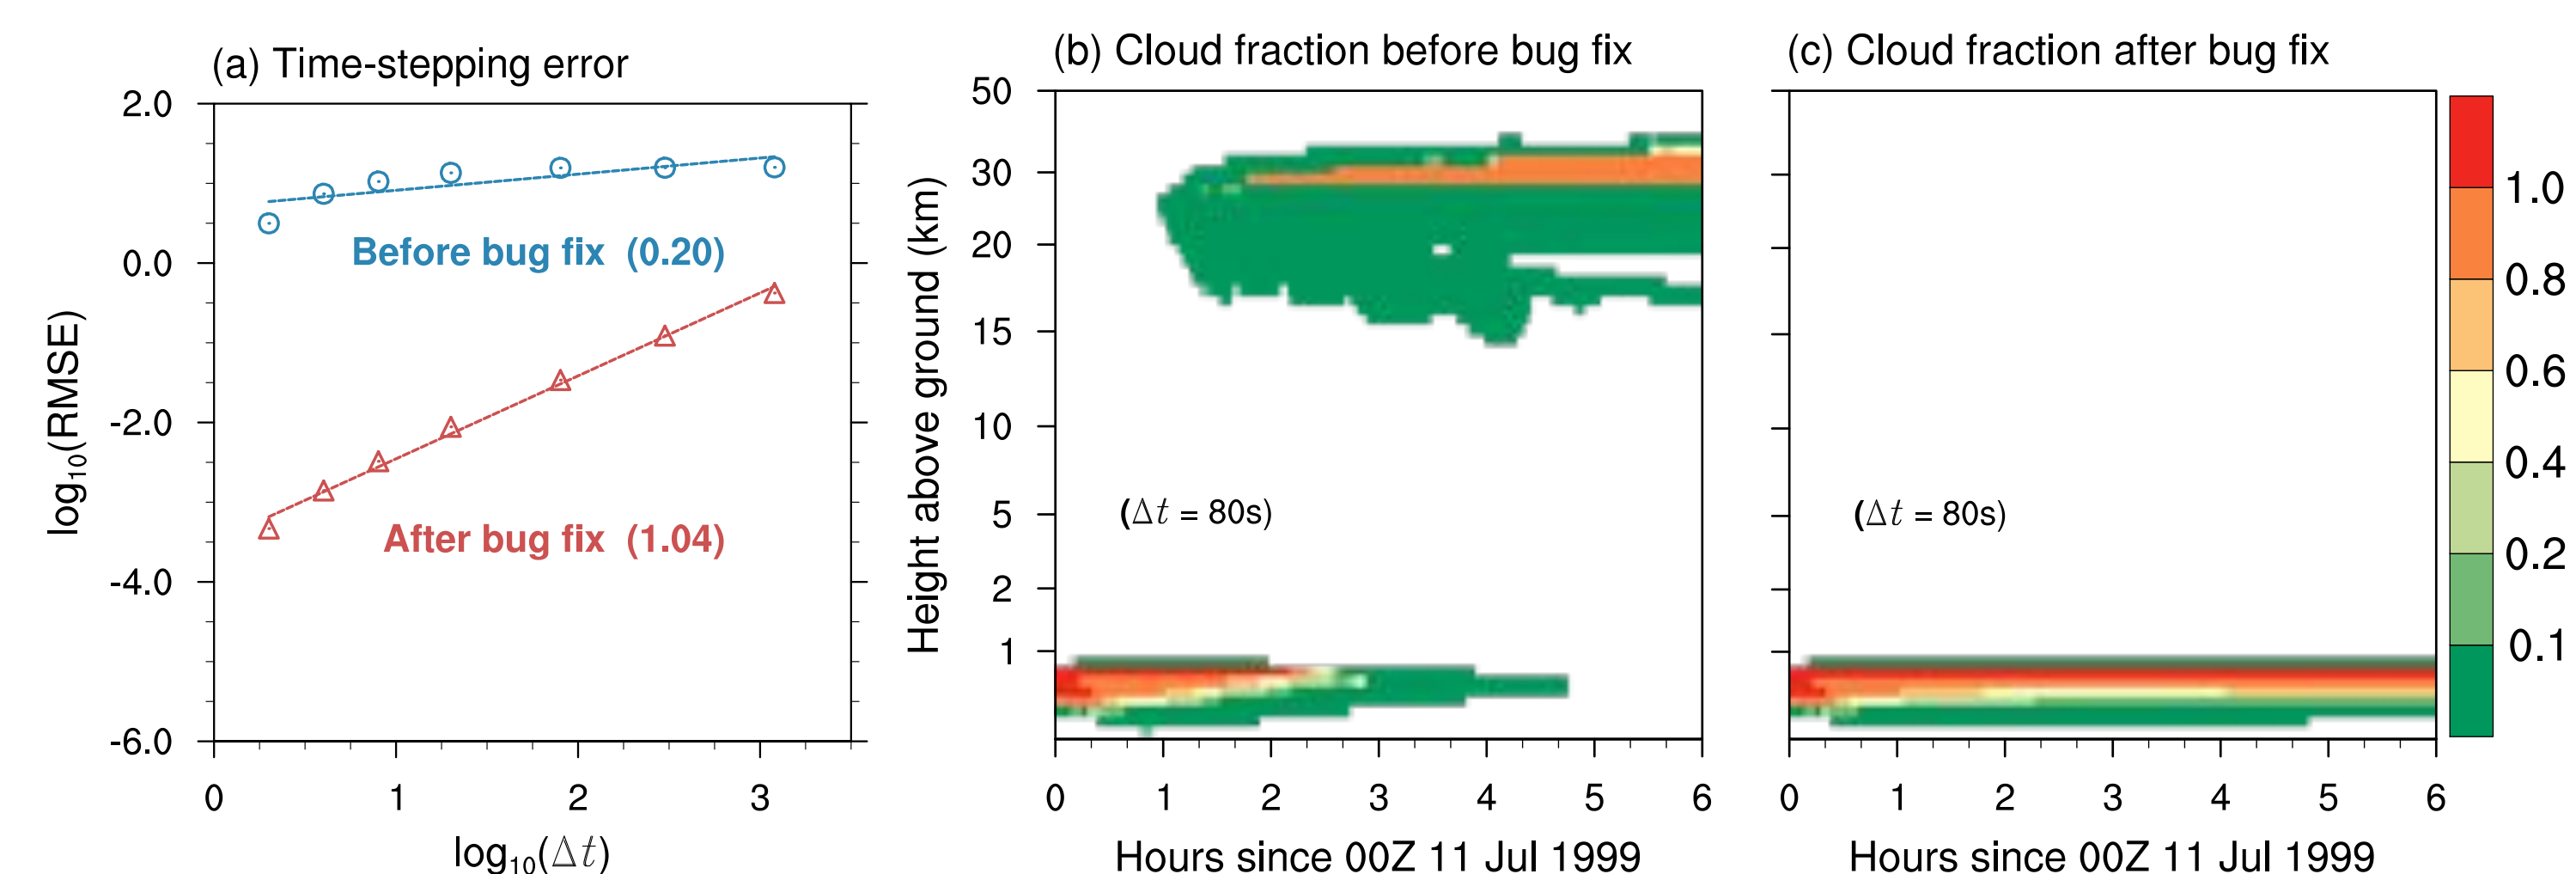 (a) Time-stepping error
2.0
0.0
-2.0
-4.0
-6.0
log₁₀(RMSE)
Before bug fix (0.20)
After bug fix (1.04)
0 1 2 3
log₁₀(Δt)
(b) Cloud fraction before bug fix
50
30
20
15
10
5
2
1
Height above ground (km)
(Δt = 80s)
0 1 2 3 4 5 6
Hours since 00Z 11 Jul 1999
(c) Cloud fraction after bug fix
(Δt = 80s)
0 1 2 3 4 5 6
Hours since 00Z 11 Jul 1999
1.0
0.8
0.6
0.4
0.2
0.1